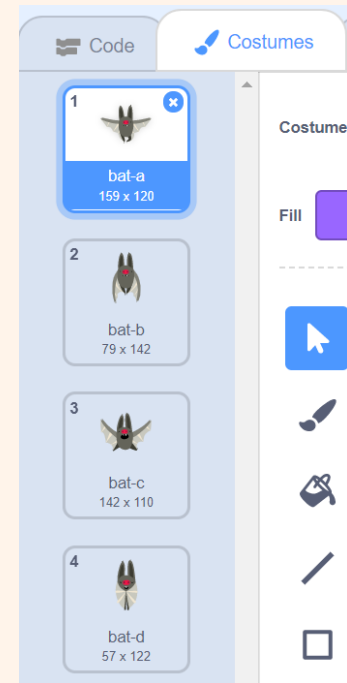 Code
Costumes
1
bat-a
159 x 120
2
bat-b
79 x 142
3
bat-c
142 x 110
4
bat-d
57 x 122
Costume
Fill